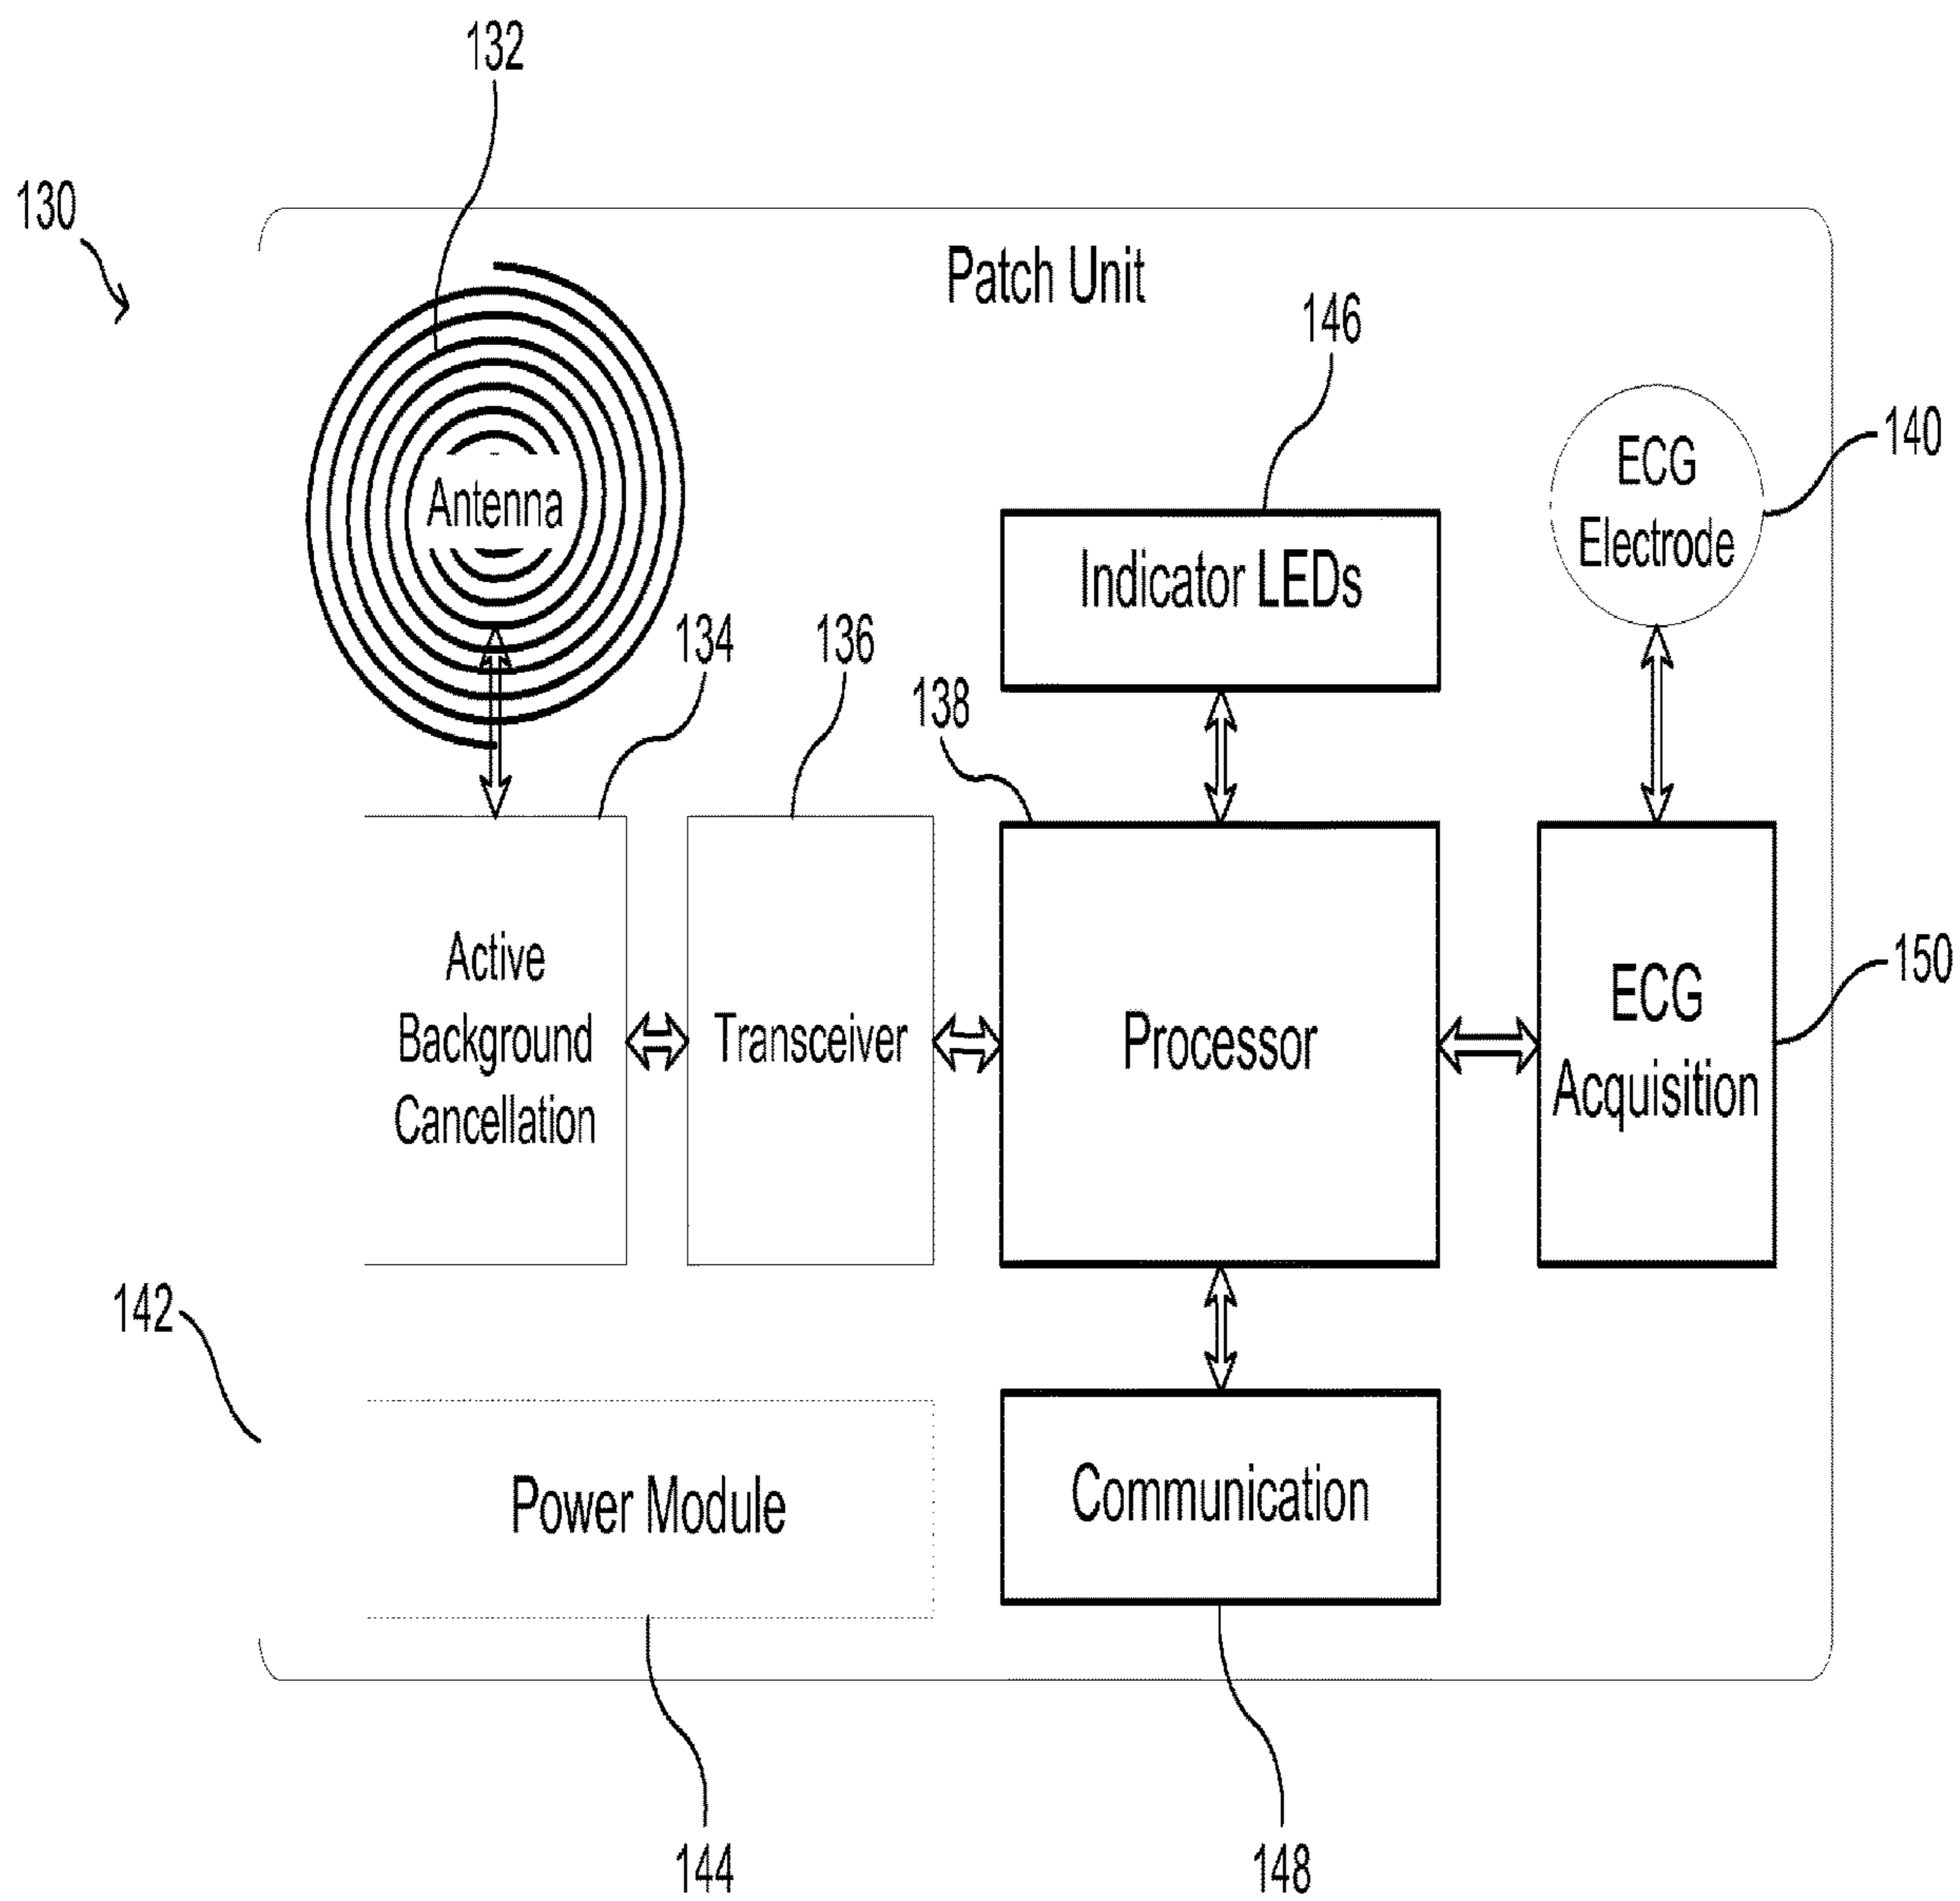 132
130
Patch Unit
146
140
ECG
Electrode
Antenna
Indicator LEDs
134
136
138
Active
Background
Cancellation
Transceiver
Processor
ECG
Acquisition
150
142
Power Module
Communication
144
148